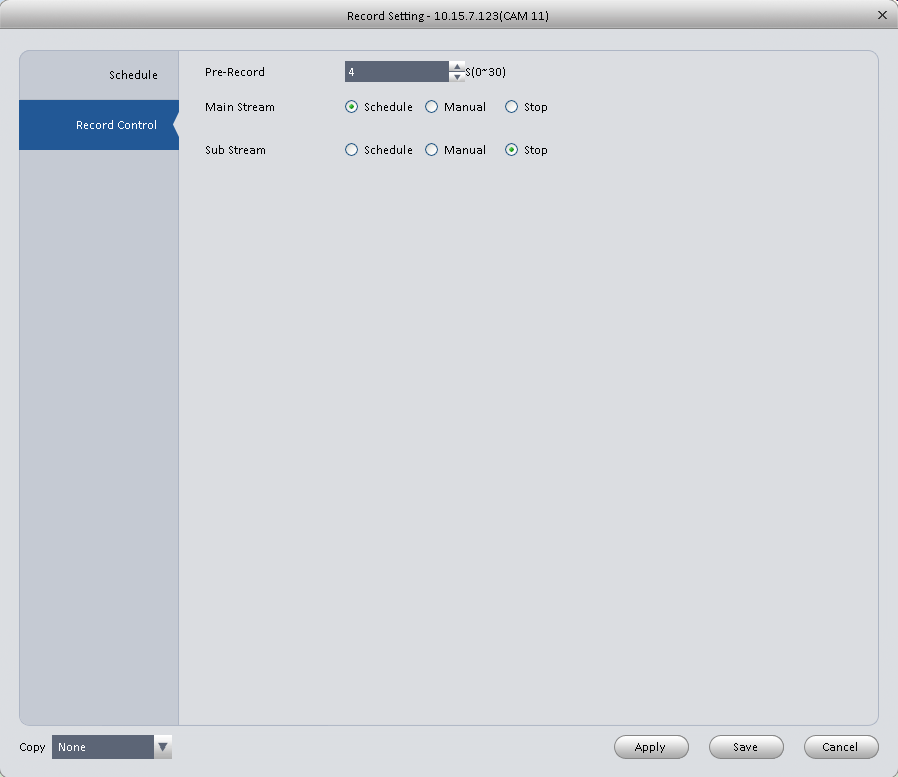 Record Setting - 10.15.7.123(CAM 11)
Schedule
Record Control
Pre-Record 4 S(0~30)
Main Stream Schedule Manual Stop
Sub Stream Schedule Manual Stop
Copy None Apply Save Cancel